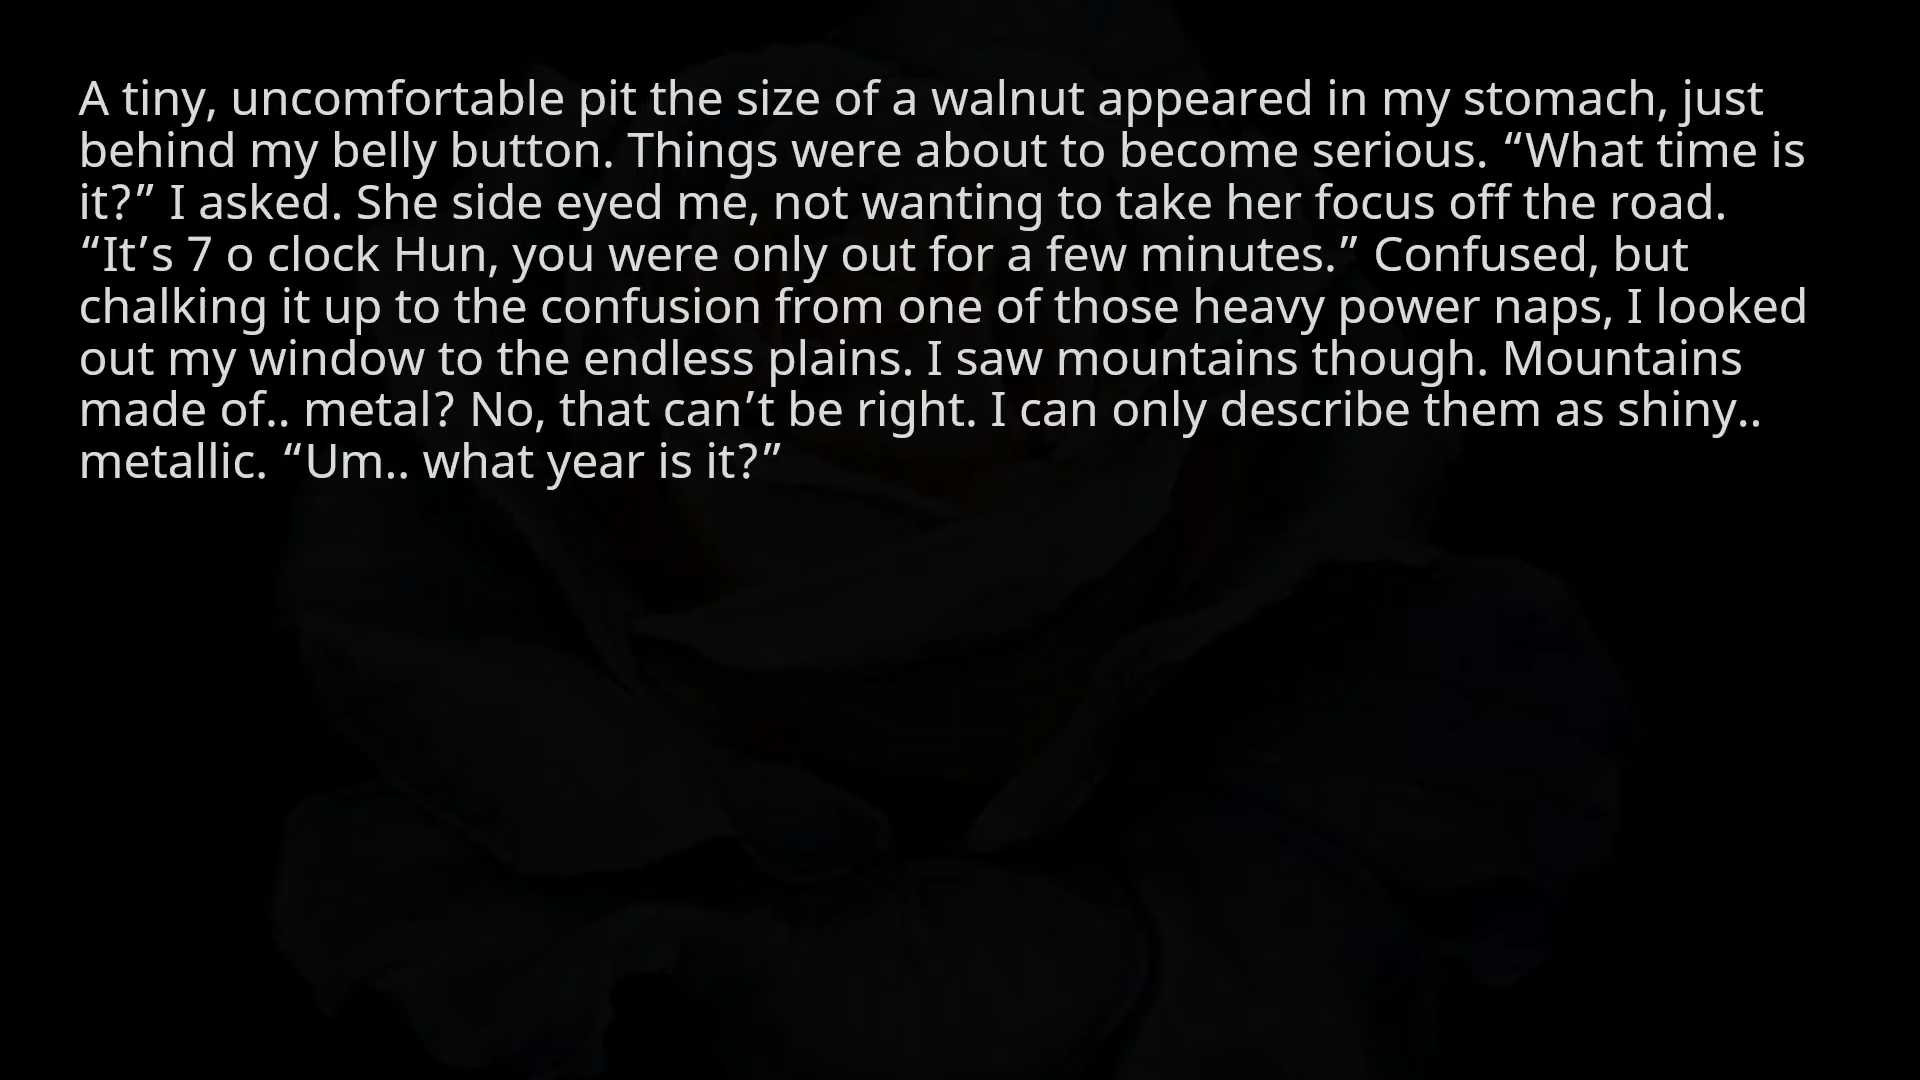 A tiny, uncomfortable pit the size of a walnut appeared in my stomach, just
behind my belly button. Things were about to become serious. “What time is
it?” I asked. She side eyed me, not wanting to take her focus off the road.
“It’s 7 o clock Hun, you were only out for a few minutes.” Confused, but
chalking it up to the confusion from one of those heavy power naps, I looked
out my window to the endless plains. I saw mountains though. Mountains
made of.. metal? No, that can’t be right. I can only describe them as shiny..
metallic. “Um.. what year is it?”